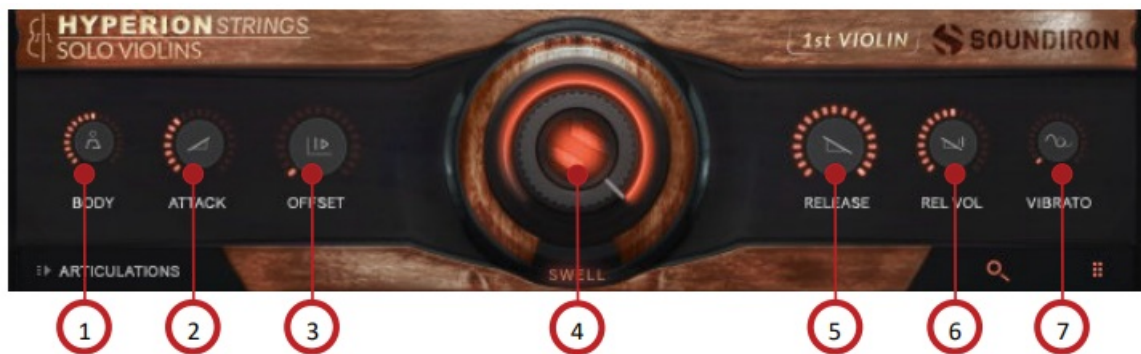 HYPERION STRINGS
SOLO VIOLINS
1st VIOLIN
SOUNDIRON
BODY
ATTACK
OFFSET
RELEASE
REL VOL
VIBRATO
ARTICULATIONS
SWELL
1 2 3 4 5 6 7